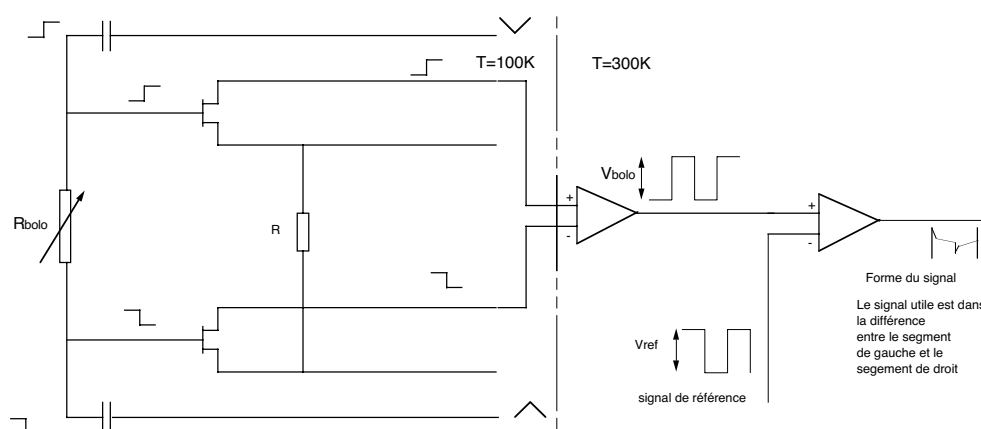 T=100K
T=300K
Vbolo
+
-
+
-
Rbolo
R
Forme du signal
Le signal utile est dans
la différence
entre le segment
de gauche et le
segement de droit
Vref
signal de référence